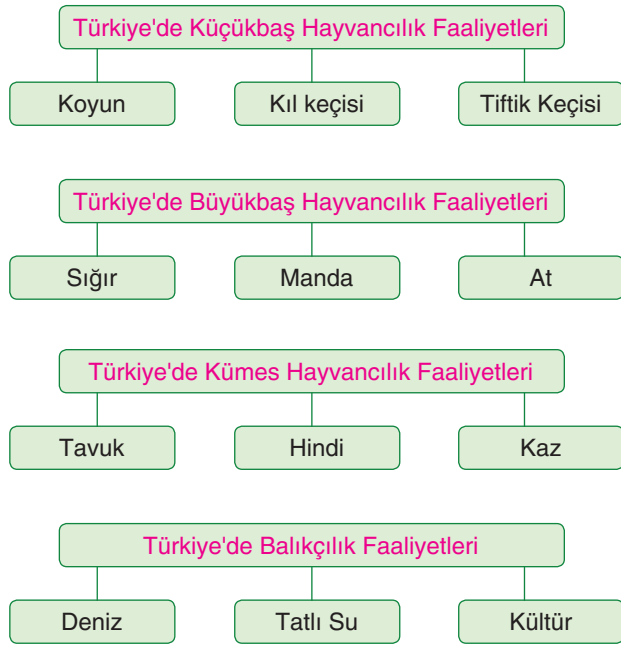 Türkiye'de Küçükbaş Hayvancılık Faaliyetleri
Koyun
Kıl keçisi
Tiftik Keçisi
Türkiye'de Büyükbaş Hayvancılık Faaliyetleri
Sığır
Manda
At
Türkiye'de Kümes Hayvancılık Faaliyetleri
Tavuk
Hindi
Kaz
Türkiye'de Balıkçılık Faaliyetleri
Deniz
Tatlı Su
Kültür